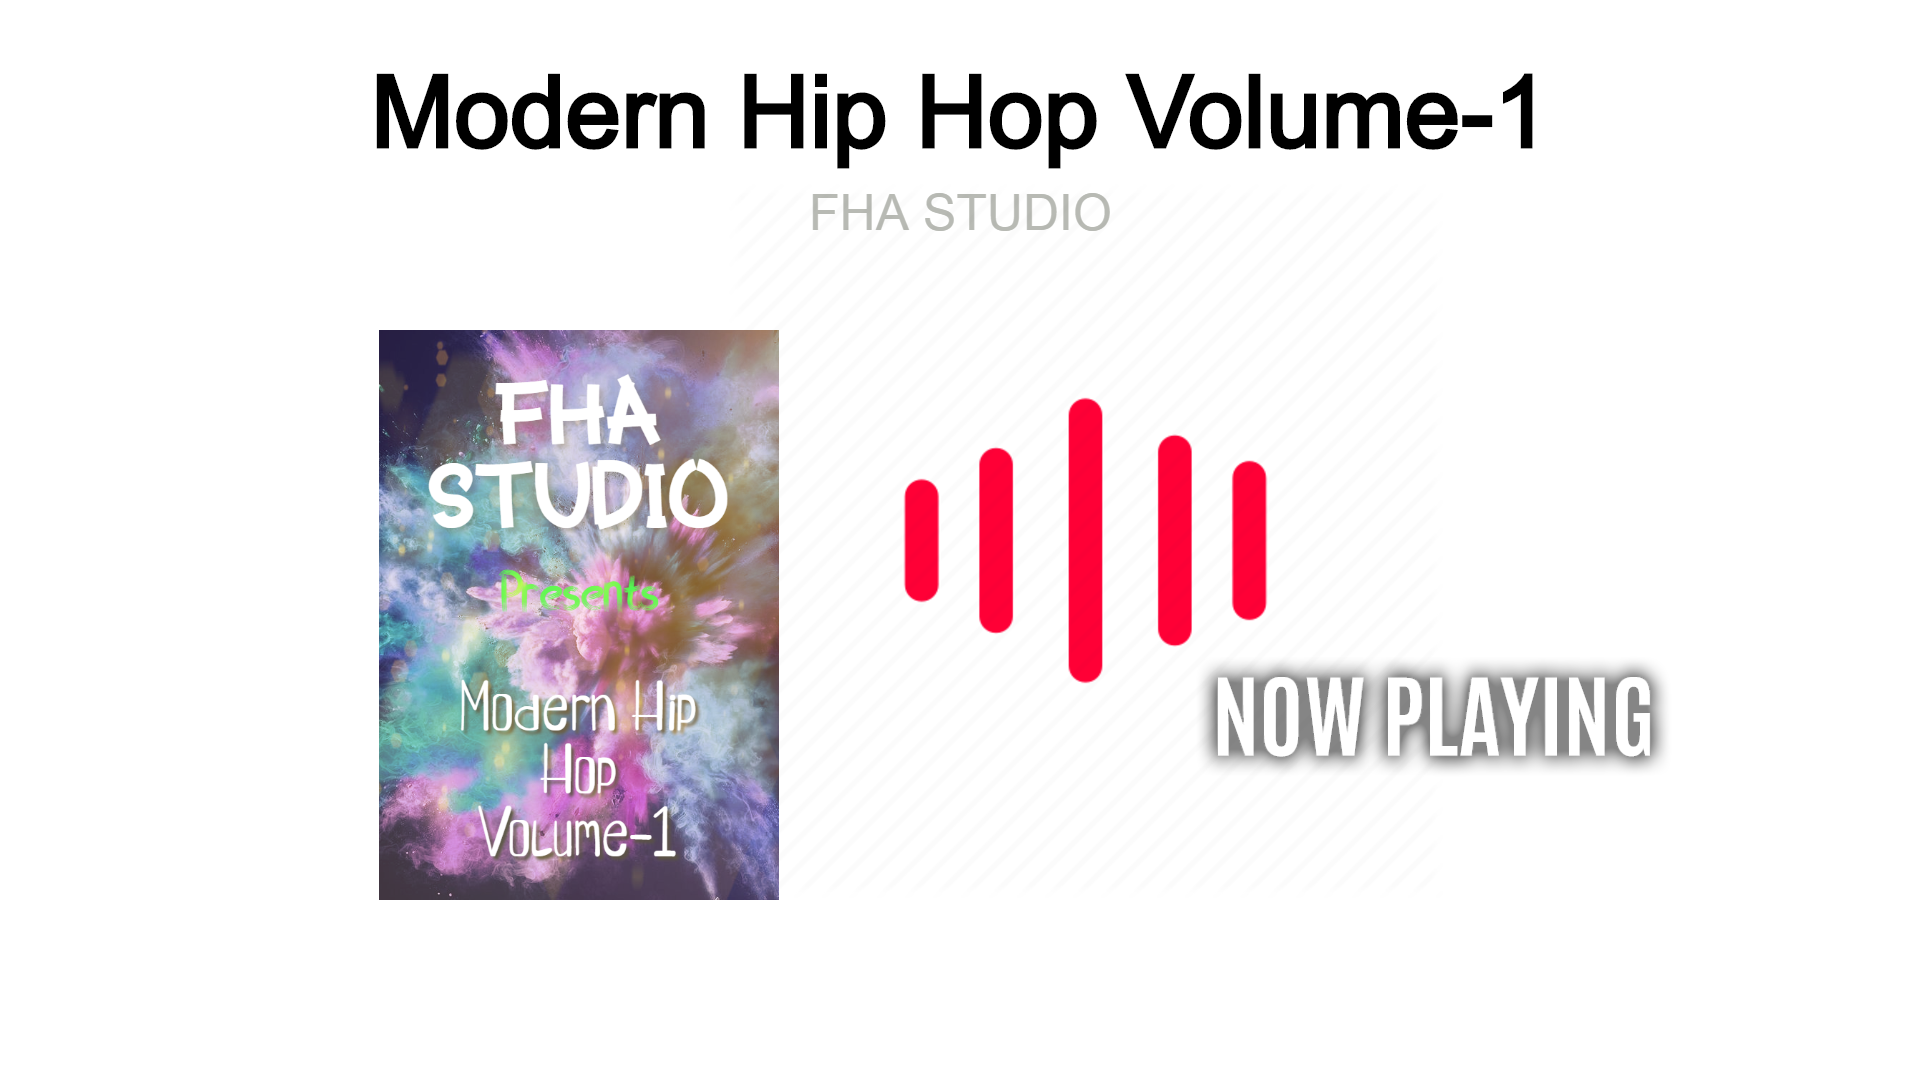 Modern Hip Hop Volume-1
FHA STUDIO
FHA
STUDIO
Presents
Modern Hip
Hop
Volume-1
NOW PLAYING